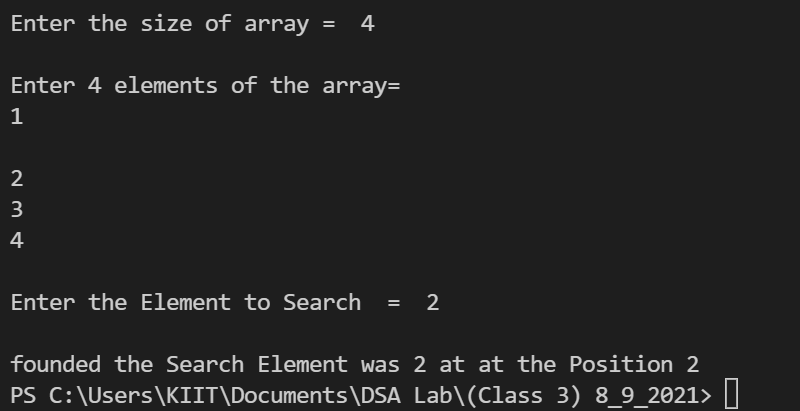 Enter the size of array =  4
Enter 4 elements of the array=
1
2
3
4
Enter the Element to Search  =  2
founded the Search Element was 2 at at the Position 2
PS C:\Users\KIIT\Documents\DSA Lab\(Class 3) 8_9_2021>